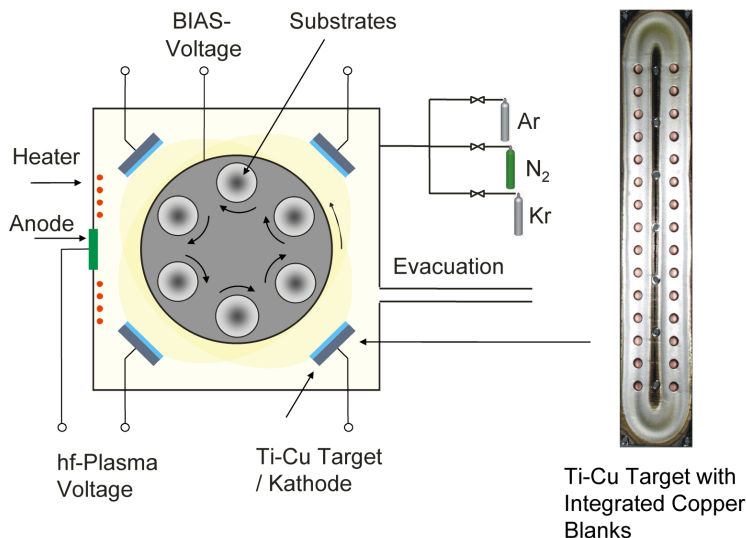 BIAS-
Voltage
Substrates
Ar
N₂
Kr
Heater
Anode
Evacuation
hf-Plasma
Voltage
Ti-Cu Target
/ Kathode
Ti-Cu Target with
Integrated Copper
Blanks